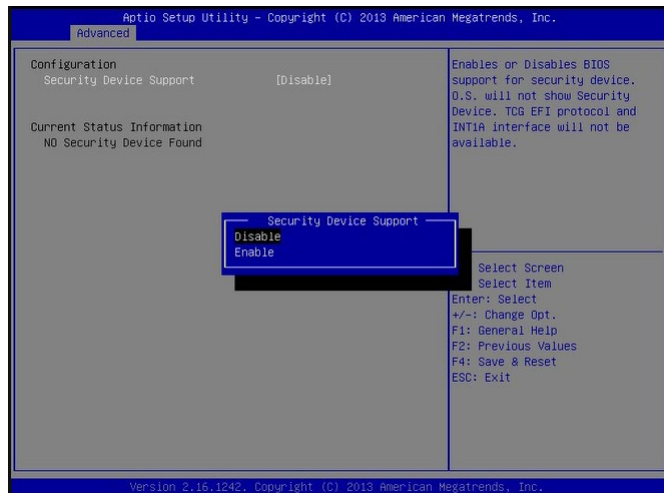 Aptio Setup Utility – Copyright (C) 2013 American Megatrends, Inc.
Advanced
Configuration
Security Device Support [Disable]
Current Status Information
NO Security Device Found
Enables or Disables BIOS
support for security device.
O.S. will not show Security
Device. TCG EFI protocol and
INT1A interface will not be
available.
Security Device Support
Disable
Enable
Select Screen
Select Item
Enter: Select
+/-: Change Opt.
F1: General Help
F2: Previous Values
F4: Save & Reset
ESC: Exit
Version 2.16.1242. Copyright (C) 2013 American Megatrends, Inc.